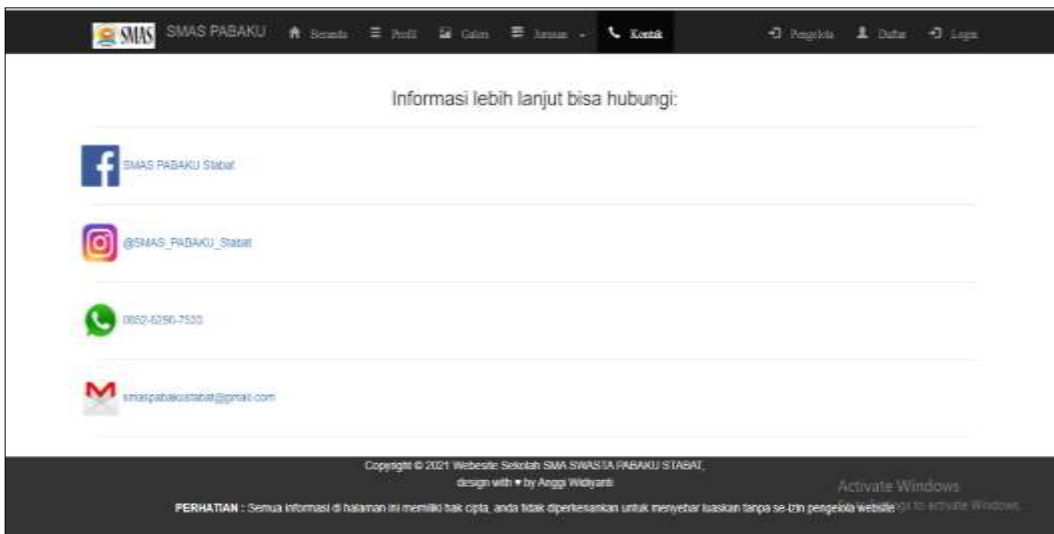 SMAS SMAS PABAKU Beranda Profil Galeri Jurusan Kontak Pengelola Daftar Login
Informasi lebih lanjut bisa hubungi:
SMAS PABAKU Stabat
@SMAS_PABAKU_Stabat
smaspabakustabat@gmail.com
Copyright © 2021 Webesite Sekolah SMA SWASTA PABAKU STABAT,
design with ♥ by Anggi Widiyanti
Activate Windows
PERHATIAN : Semua informasi di halaman ini memiliki hak cipta, anda tidak diperkenankan untuk menyebar luaskan tanpa se-izin pengelola website
to activate Windows.